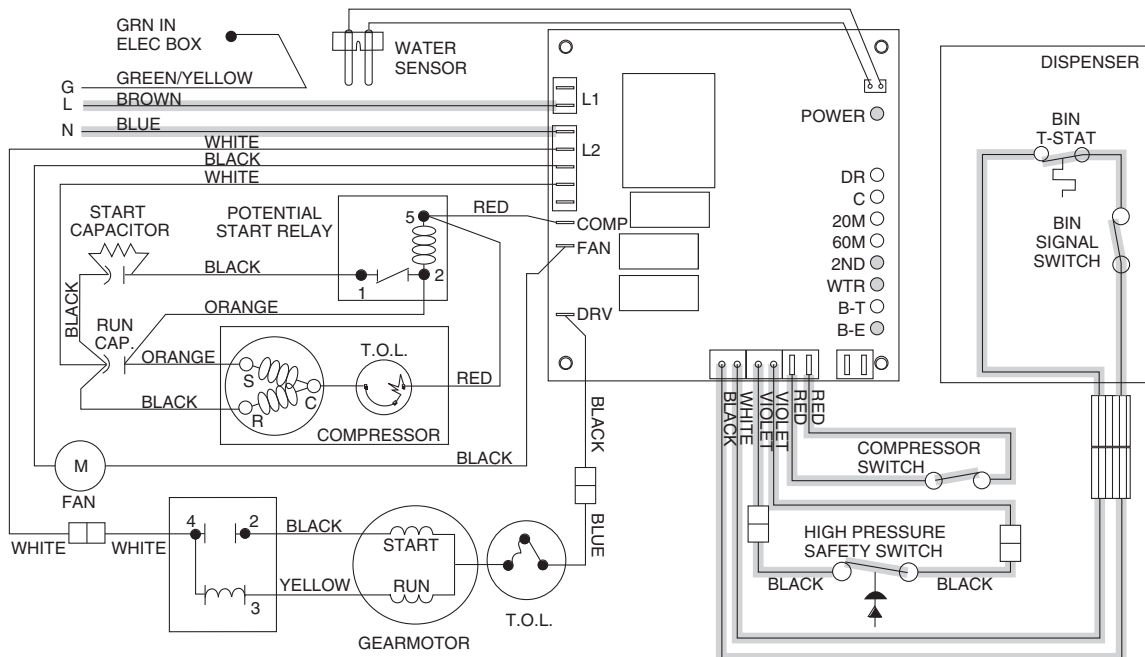 GRN IN
ELEC BOX
WATER
SENSOR
DISPENSER
G
GREEN/YELLOW
L
BROWN
L1
POWER
N
BLUE
WHITE
L2
BLACK
WHITE
BIN
T-STAT
DR
C
20M
60M
2ND
WTR
B-T
B-E
BIN
SIGNAL
SWITCH
START
CAPACITOR
POTENTIAL
START RELAY
5
RED
COMP
FAN
BLACK
1
2
ORANGE
DRV
BLACK
RUN
CAP.
ORANGE
T.O.L.
RED
S
C
R
BLACK
COMPRESSOR
BLACK
WHITE
VIOLET
VIOLET
RED
RED
M
FAN
BLACK
BLACK
COMPRESSOR
SWITCH
4
2
BLACK
START
BLUE
HIGH PRESSURE
SAFETY SWITCH
WHITE
WHITE
YELLOW
RUN
BLACK
BLACK
3
T.O.L.
GEARMOTOR